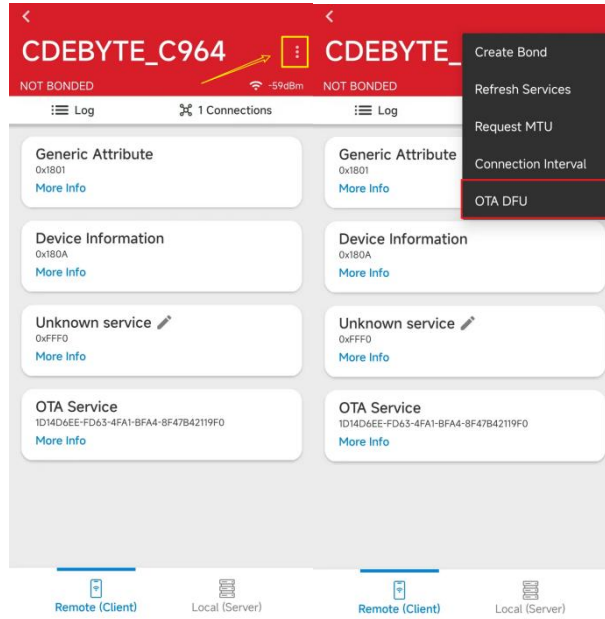 CDEBYTE_C964
NOT BONDED
-59dBm
Log
1 Connections
Generic Attribute
0x1801
More Info
Device Information
0x180A
More Info
Unknown service
0xFFF0
More Info
OTA Service
1D14D6EE-FD63-4FA1-BFA4-8F47B42119F0
More Info
Remote (Client)
Local (Server)
CDEBYTE_
NOT BONDED
Log
Create Bond
Refresh Services
Request MTU
Connection Interval
OTA DFU
Generic Attribute
0x1801
More Info
Device Information
0x180A
More Info
Unknown service
0xFFF0
More Info
OTA Service
1D14D6EE-FD63-4FA1-BFA4-8F47B42119F0
More Info
Remote (Client)
Local (Server)